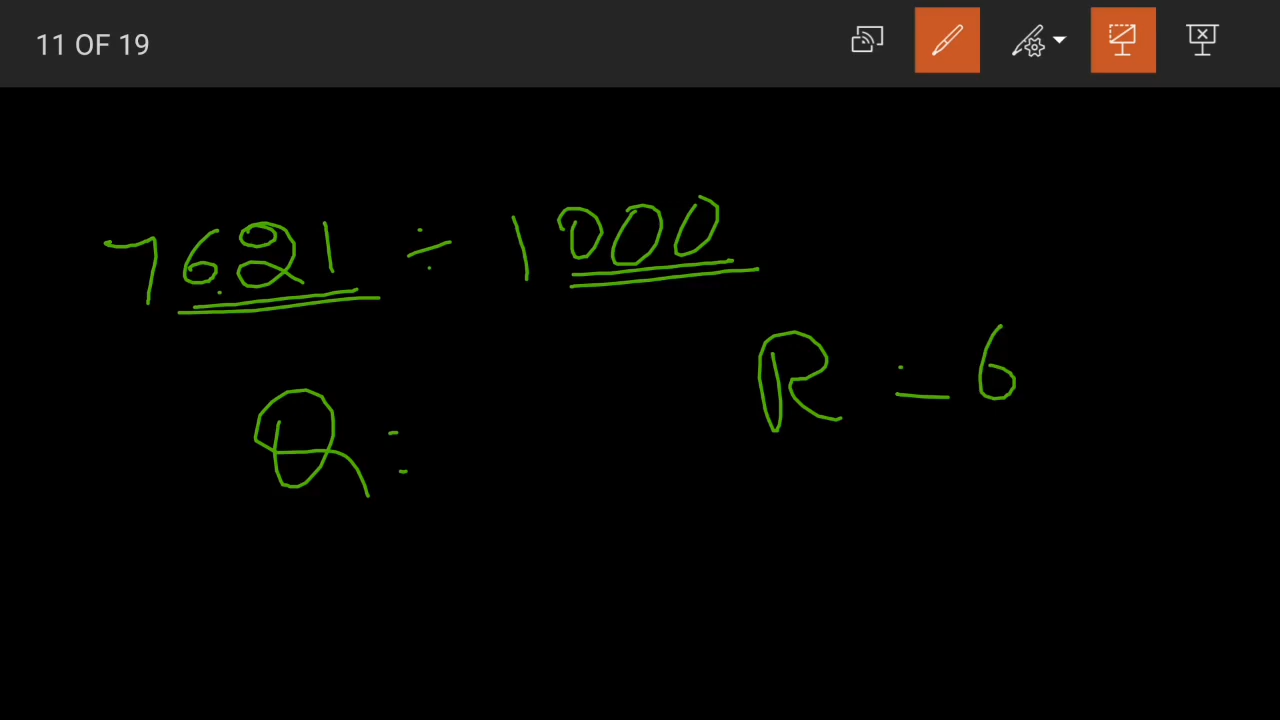 11 OF 19
7621 ÷ 1000
R = 6
Q =